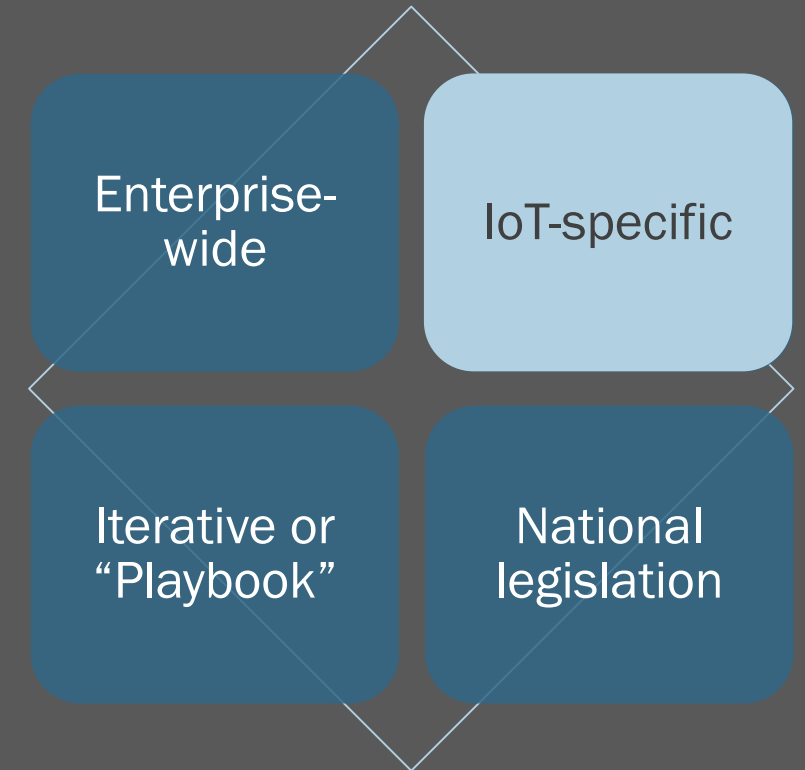 Enterprise-
wide
IoT-specific
Iterative or
“Playbook”
National
legislation